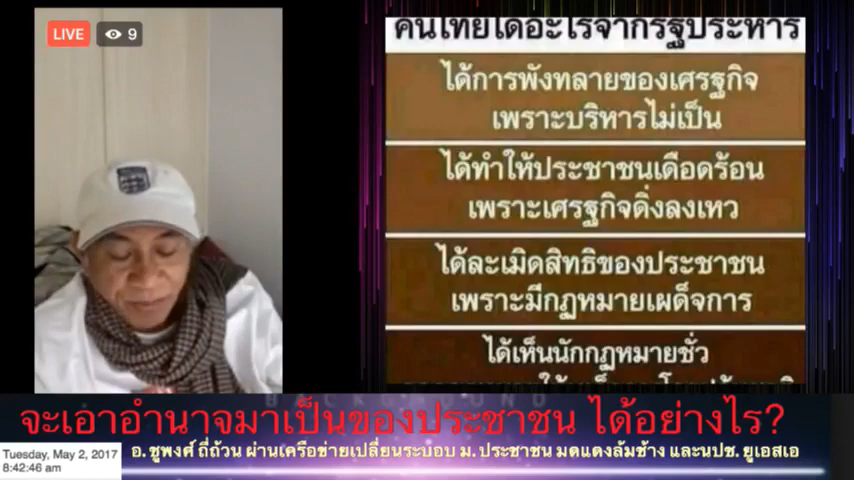 LIVE 9
คนไทยได้อะไรจากรัฐประหาร
ได้การพังทลายของเศรฐกิจ
เพราะบริหารไม่เป็น
ได้ทำให้ประชาชนเดือดร้อน
เพราะเศรฐกิจดิ่งลงเหว
ได้ละเมิดสิทธิของประชาชน
เพราะมีกฎหมายเผด็จการ
ได้เห็นนักกฎหมายชั่ว
จะเอาอำนาจมาเป็นของประชาชน ได้อย่างไร?
อ. ชูพงศ์ ถี่ถ้วน ผ่านเครือข่ายเปลี่ยนระบอบ ม. ประชาชน มดแดงล้มช้าง และนปช. ยูเอสเอ
Tuesday, May 2, 2017
8:42:46 am